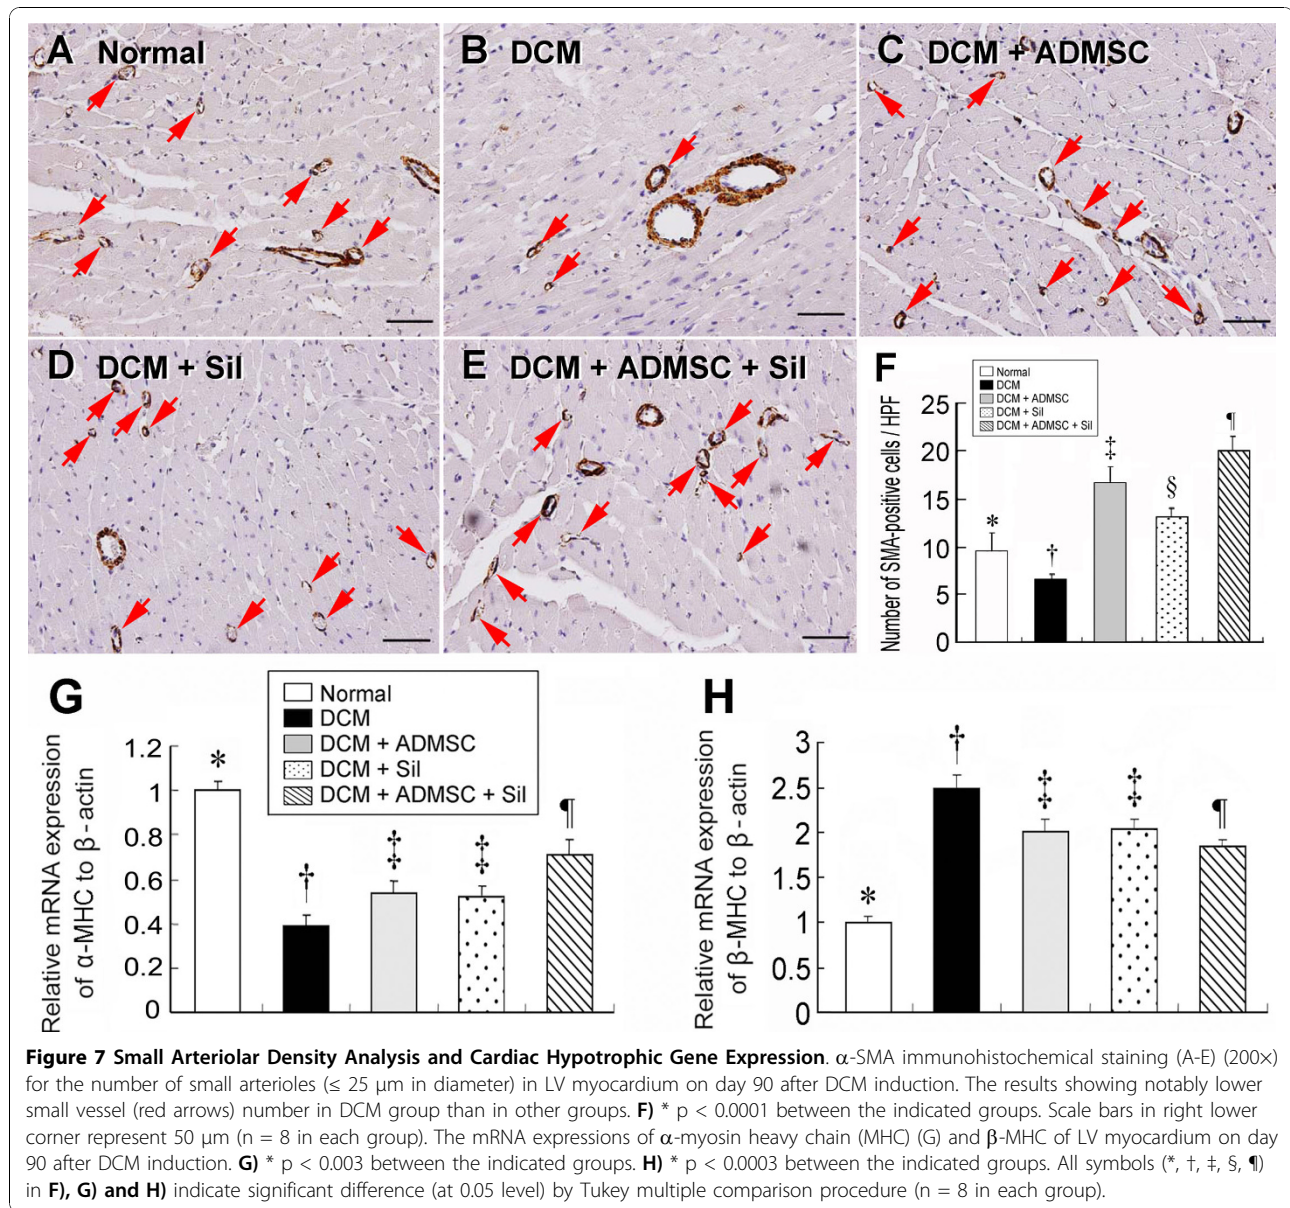 A Normal
B DCM
C DCM + ADMSC
D DCM + Sil
E DCM + ADMSC + Sil
F
Normal
DCM
DCM + ADMSC
DCM + Sil
DCM + ADMSC + Sil
Number of SMA-positive cells / HPF
25
20
15
10
5
0
*
†
‡
§
¶
G
Normal
DCM
DCM + ADMSC
DCM + Sil
DCM + ADMSC + Sil
Relative mRNA expression
of α-MHC to β-actin
1.2
1
0.8
0.6
0.4
0.2
0
*
†
‡
‡
¶
H
Relative mRNA expression
of β-MHC to β-actin
3
2.5
2
1.5
1
0.5
0
*
†
‡
‡
¶
Figure 7 Small Arteriolar Density Analysis and Cardiac Hypotrophic Gene Expression. α-SMA immunohistochemical staining (A-E) (200×)
for the number of small arterioles (≤ 25 μm in diameter) in LV myocardium on day 90 after DCM induction. The results showing notably lower
small vessel (red arrows) number in DCM group than in other groups. F) * p < 0.0001 between the indicated groups. Scale bars in right lower
corner represent 50 μm (n = 8 in each group). The mRNA expressions of α-myosin heavy chain (MHC) (G) and β-MHC of LV myocardium on day
90 after DCM induction. G) * p < 0.003 between the indicated groups. H) * p < 0.0003 between the indicated groups. All symbols (*, †, ‡, §, ¶)
in F), G) and H) indicate significant difference (at 0.05 level) by Tukey multiple comparison procedure (n = 8 in each group).